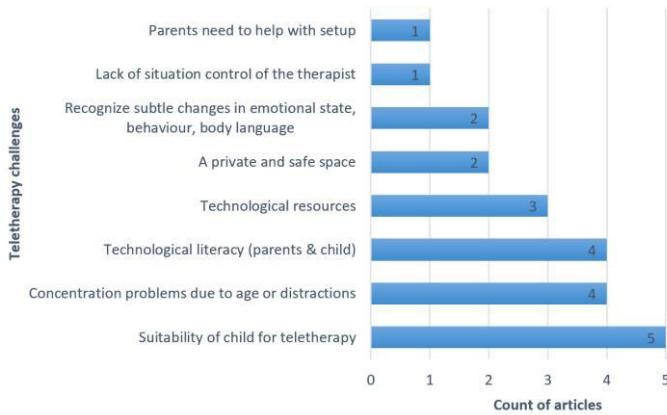 Teletherapy challenges
Parents need to help with setup
1
Lack of situation control of the therapist
1
Recognize subtle changes in emotional state,
behaviour, body language
2
A private and safe space
2
Technological resources
3
Technological literacy (parents & child)
4
Concentration problems due to age or distractions
4
Suitability of child for teletherapy
5
0 1 2 3 4 5
Count of articles